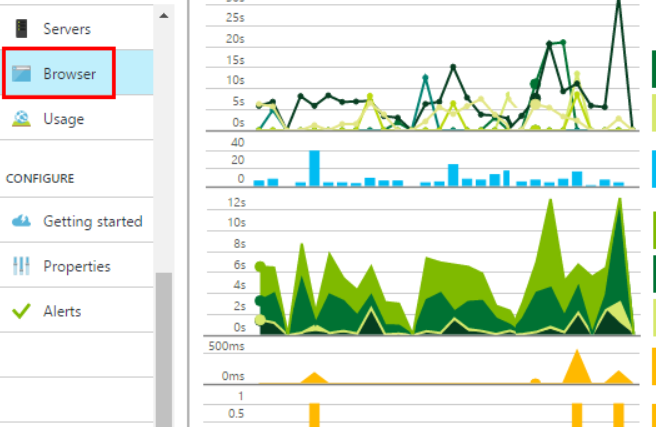 Servers
Browser
Usage
CONFIGURE
Getting started
Properties
Alerts
25s
20s
15s
10s
5s
0s
40
20
0
12s
10s
8s
6s
4s
2s
0s
500ms
0ms
1
0.5